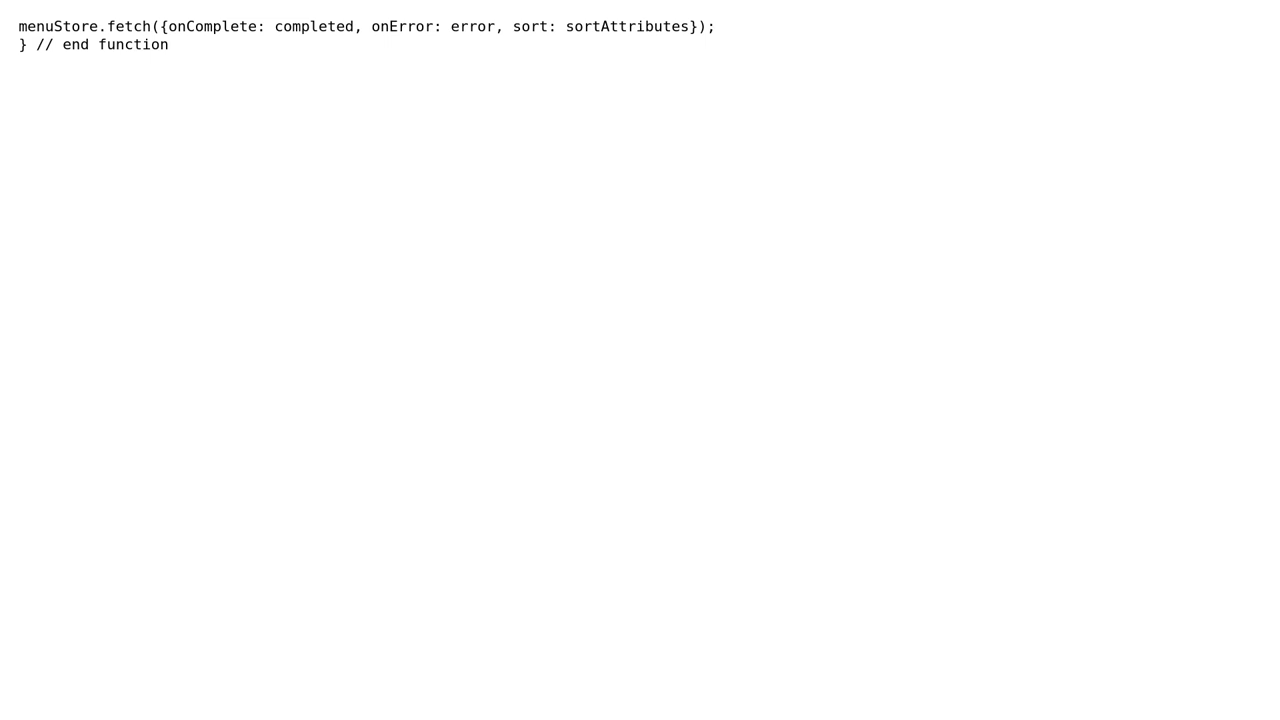 menuStore.fetch({onComplete: completed, onError: error, sort: sortAttributes});
} // end function